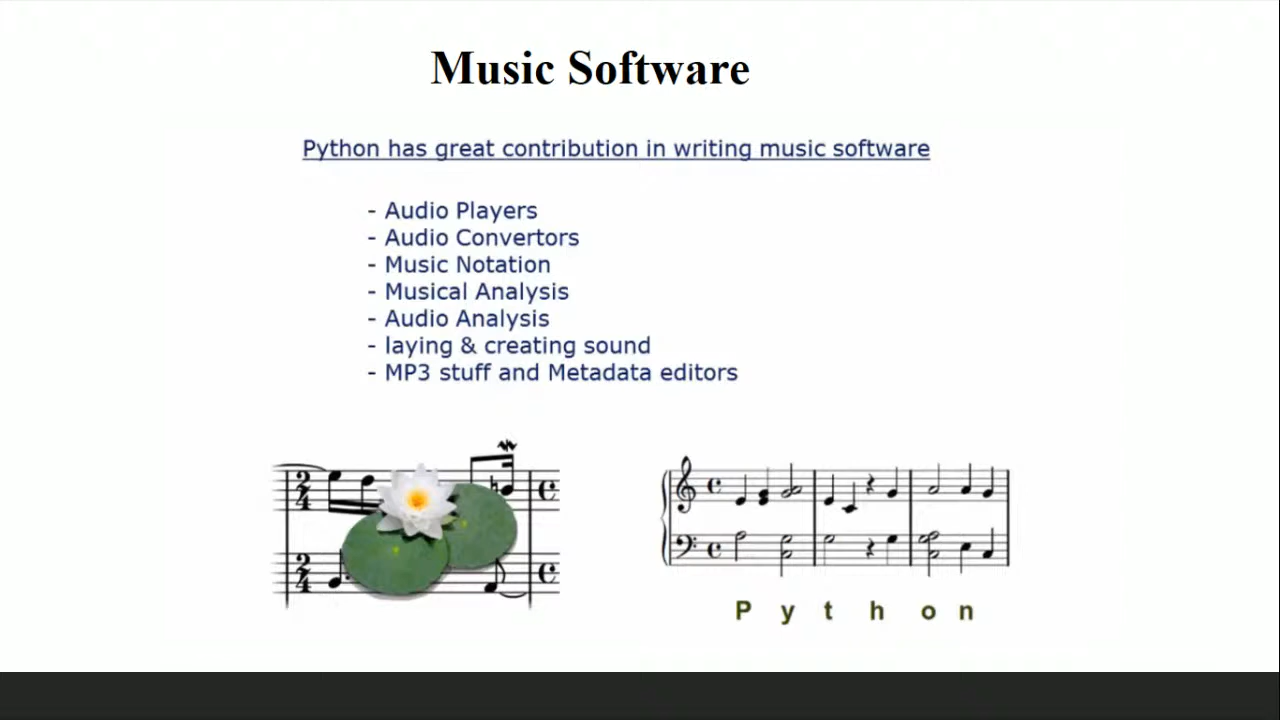 Music Software
Python has great contribution in writing music software
- Audio Players
- Audio Convertors
- Music Notation
- Musical Analysis
- Audio Analysis
- laying & creating sound
- MP3 stuff and Metadata editors
P y t h o n